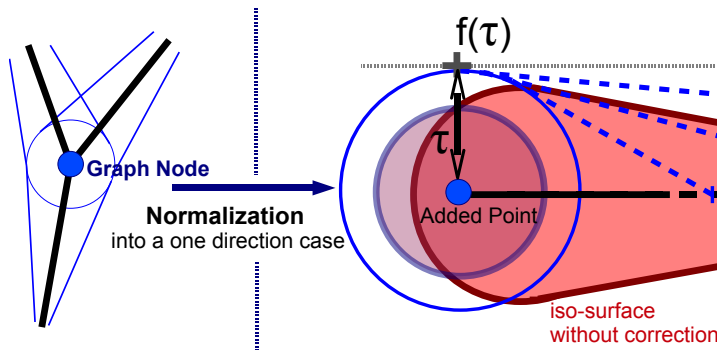 Graph Node
Normalization
into a one direction case
f(τ)
τ
Added Point
iso-surface
without correction